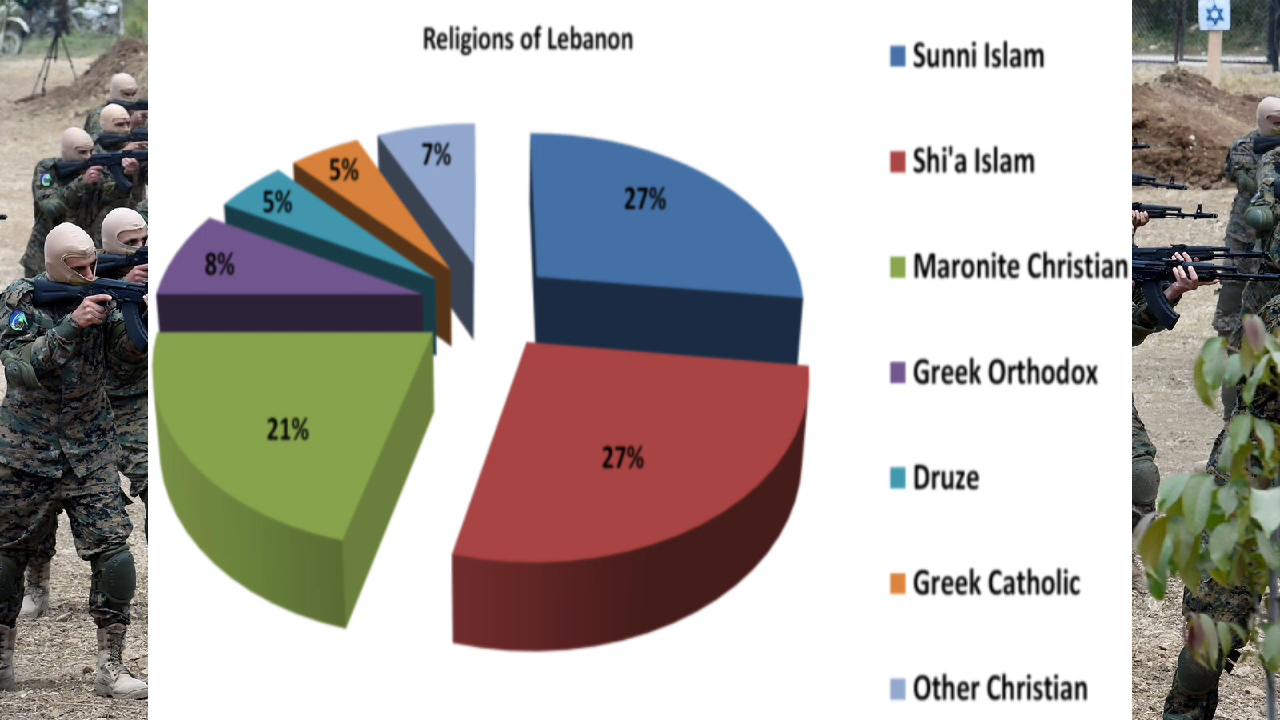 Religions of Lebanon
7%
27%
5%
5%
8%
21%
27%
Sunni Islam
Shi'a Islam
Maronite Christian
Greek Orthodox
Druze
Greek Catholic
Other Christian